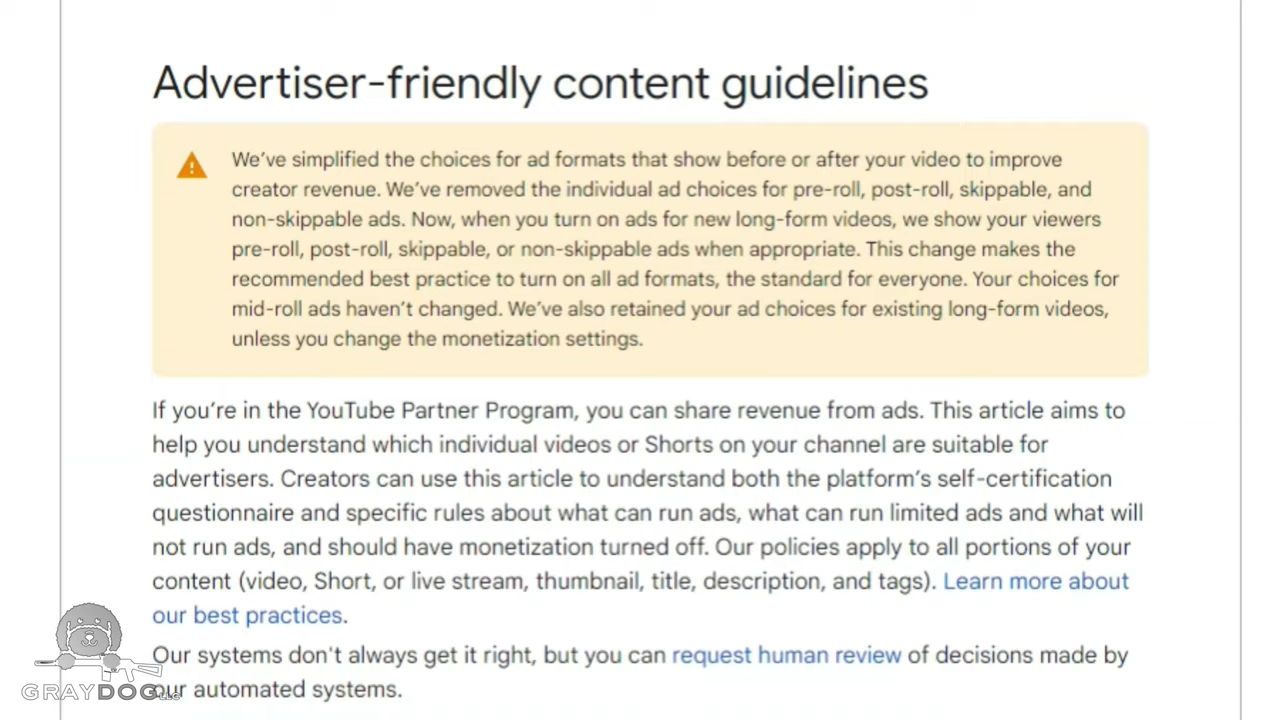 Advertiser-friendly content guidelines
We've simplified the choices for ad formats that show before or after your video to improve
creator revenue. We've removed the individual ad choices for pre-roll, post-roll, skippable, and
non-skippable ads. Now, when you turn on ads for new long-form videos, we show your viewers
pre-roll, post-roll, skippable, or non-skippable ads when appropriate. This change makes the
recommended best practice to turn on all ad formats, the standard for everyone. Your choices for
mid-roll ads haven't changed. We've also retained your ad choices for existing long-form videos,
unless you change the monetization settings.
If you're in the YouTube Partner Program, you can share revenue from ads. This article aims to
help you understand which individual videos or Shorts on your channel are suitable for
advertisers. Creators can use this article to understand both the platform's self-certification
questionnaire and specific rules about what can run ads, what can run limited ads and what will
not run ads, and should have monetization turned off. Our policies apply to all portions of your
content (video, Short, or live stream, thumbnail, title, description, and tags). Learn more about
our best practices.
Our systems don't always get it right, but you can request human review of decisions made by
our automated systems.
GRAYDOG LLC